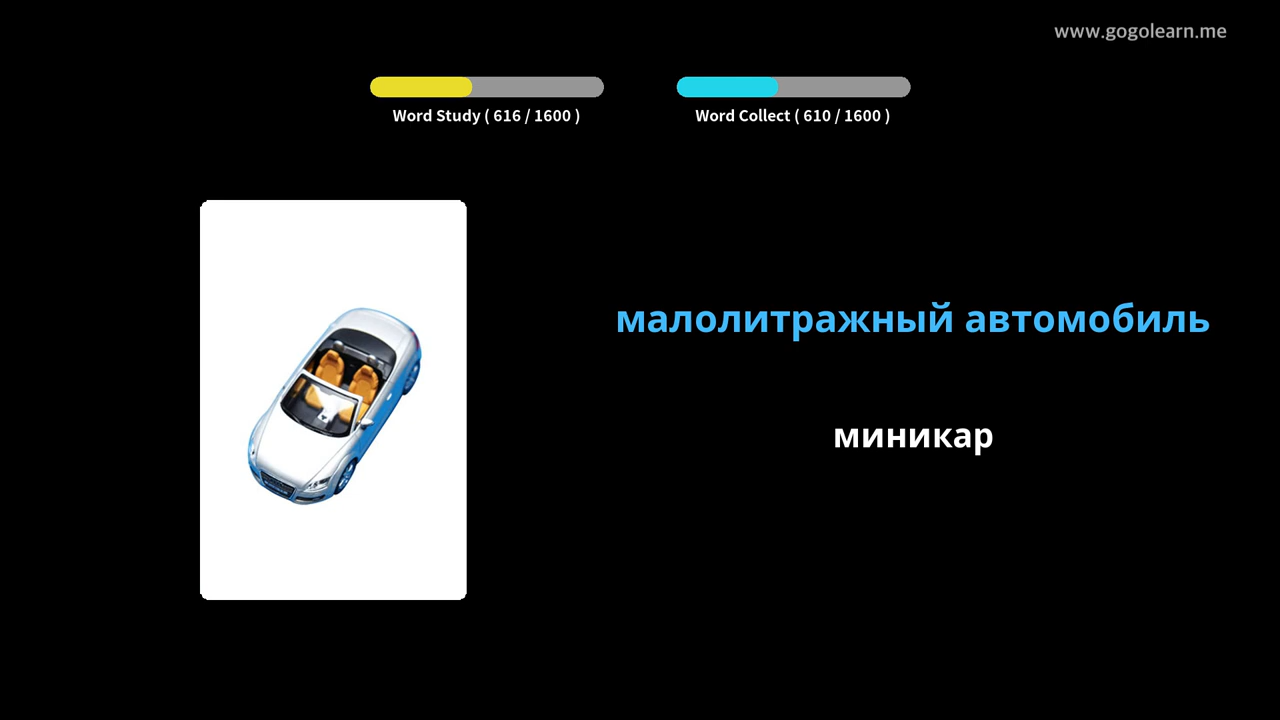 www.gogolearn.me
Word Study ( 616 / 1600 )
Word Collect ( 610 / 1600 )
малолитражный автомобиль
миникар